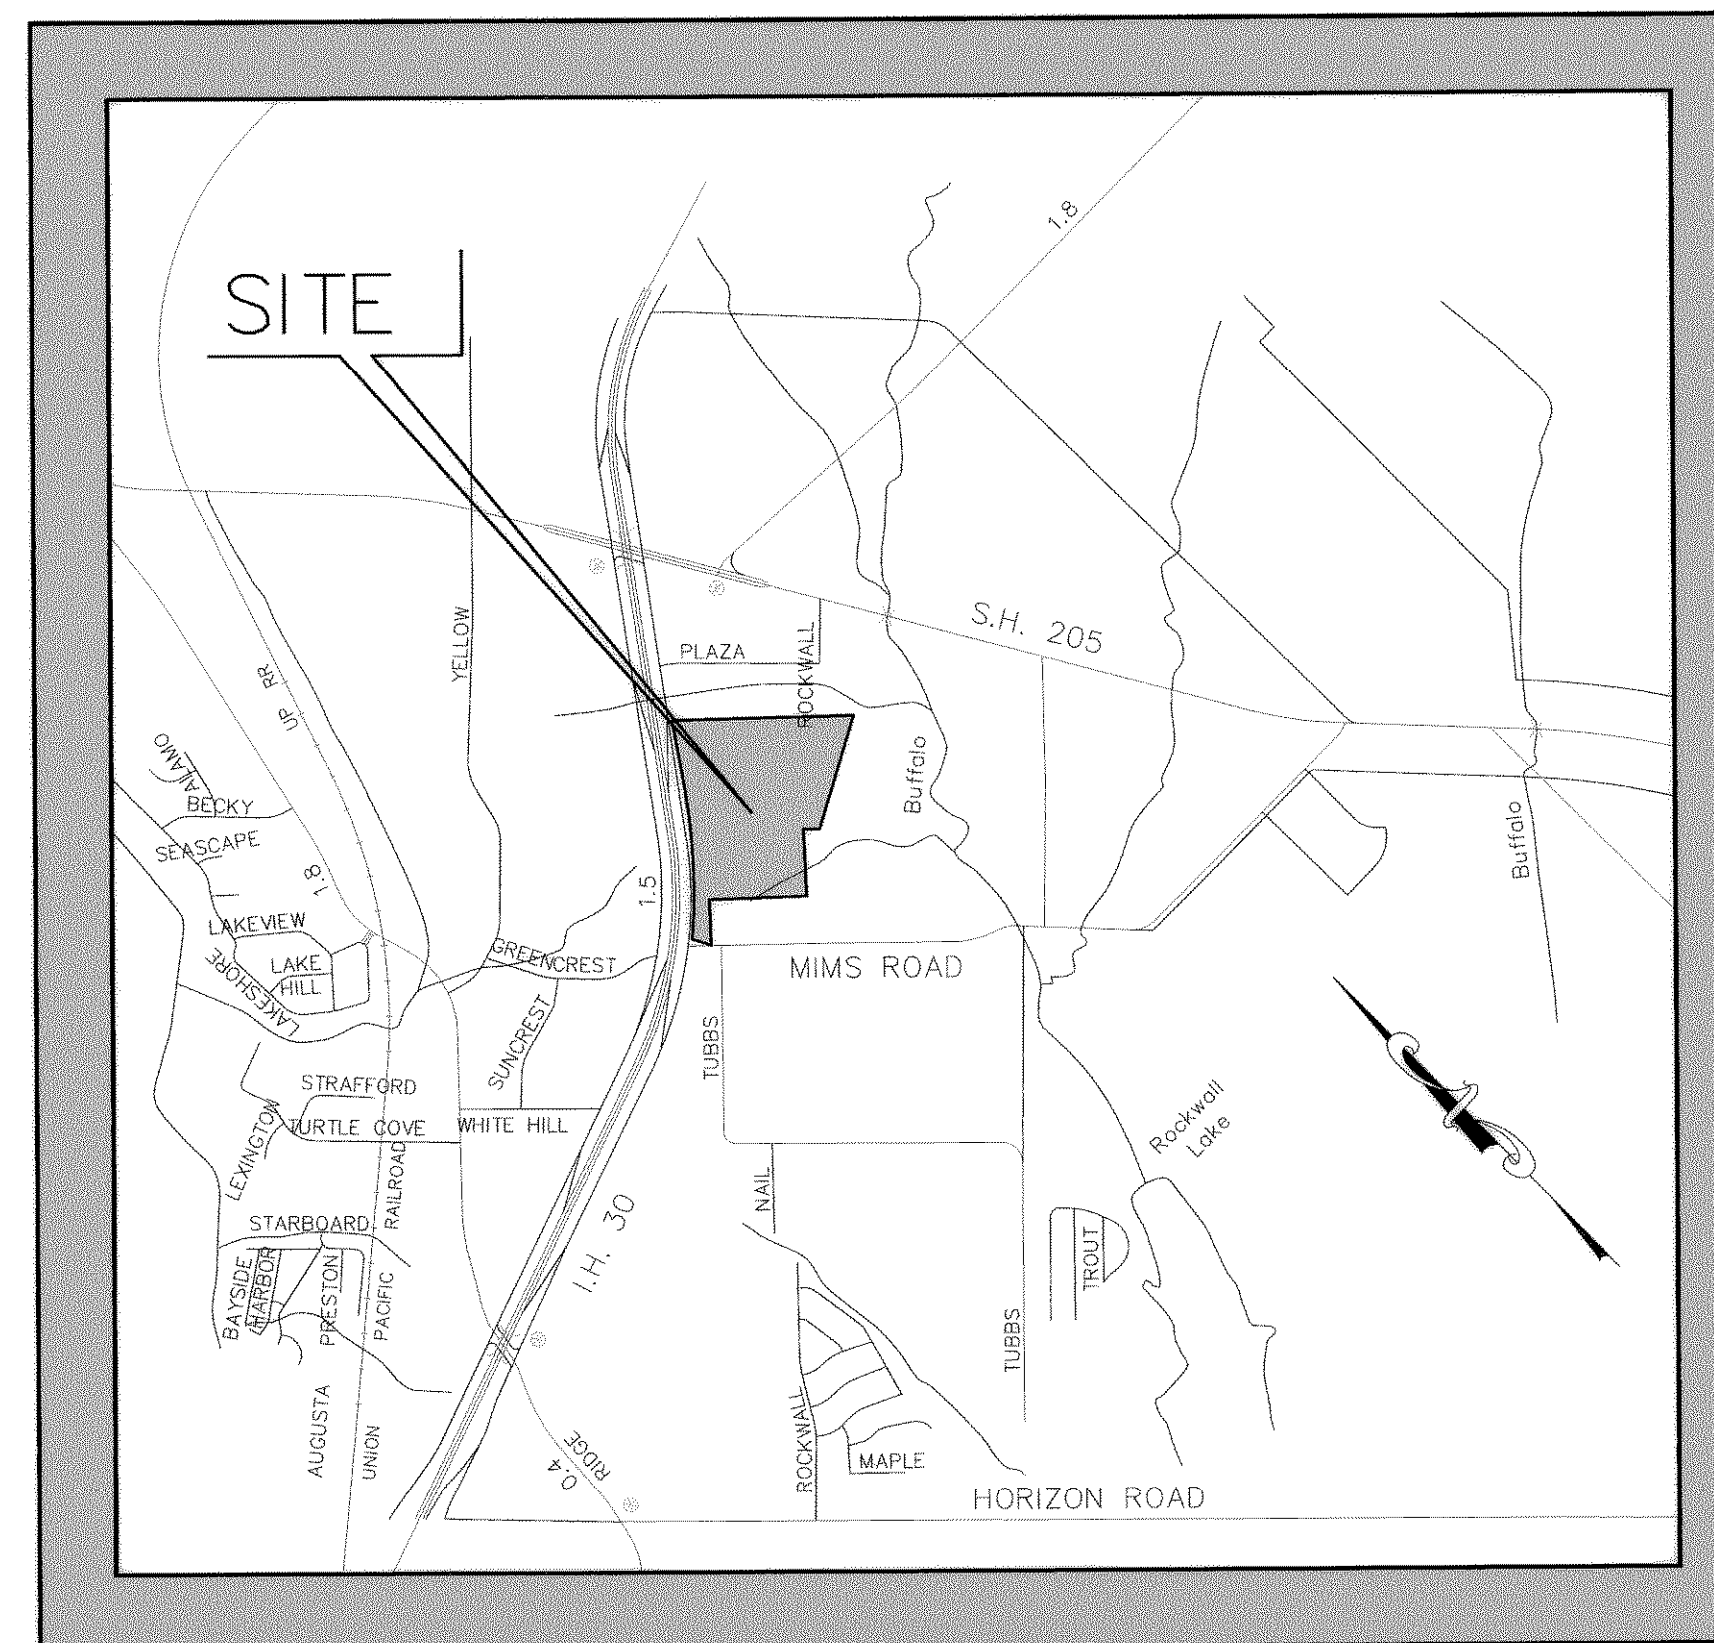 1.8
SITE
S.H. 205
YELLOW
PLAZA
ROCKWALL
UP RR
ALAMO
BECKY
SEASCAPE
Buffalo
Buffalo
1.8
1.5
LAKEVIEW
LAKE
HILL
LAKESHORE
GREENCREST
MIMS ROAD
SUNCREST
TUBBS
STRAFFORD
LEXINGTON
TURTLE COVE
WHITE HILL
Rockwall
Lake
RAILROAD
NAIL
STARBOARD
I.H. 30
BAYSIDE
HARBOR
PRESTON
PACIFIC
TROUT
TUBBS
AUGUSTA
UNION
0.4
RIDGE
ROCKWALL
MAPLE
HORIZON ROAD